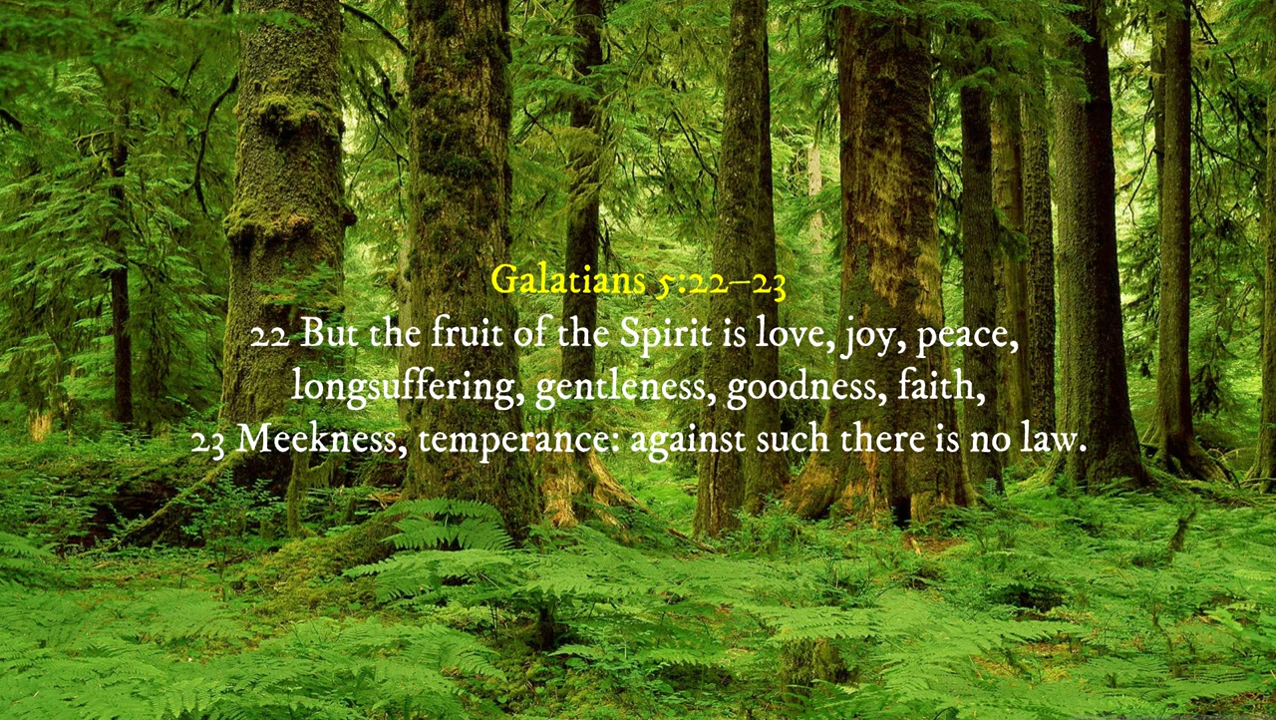 Galatians 5:22–23
22 But the fruit of the Spirit is love, joy, peace,
longsuffering, gentleness, goodness, faith,
23 Meekness, temperance: against such there is no law.